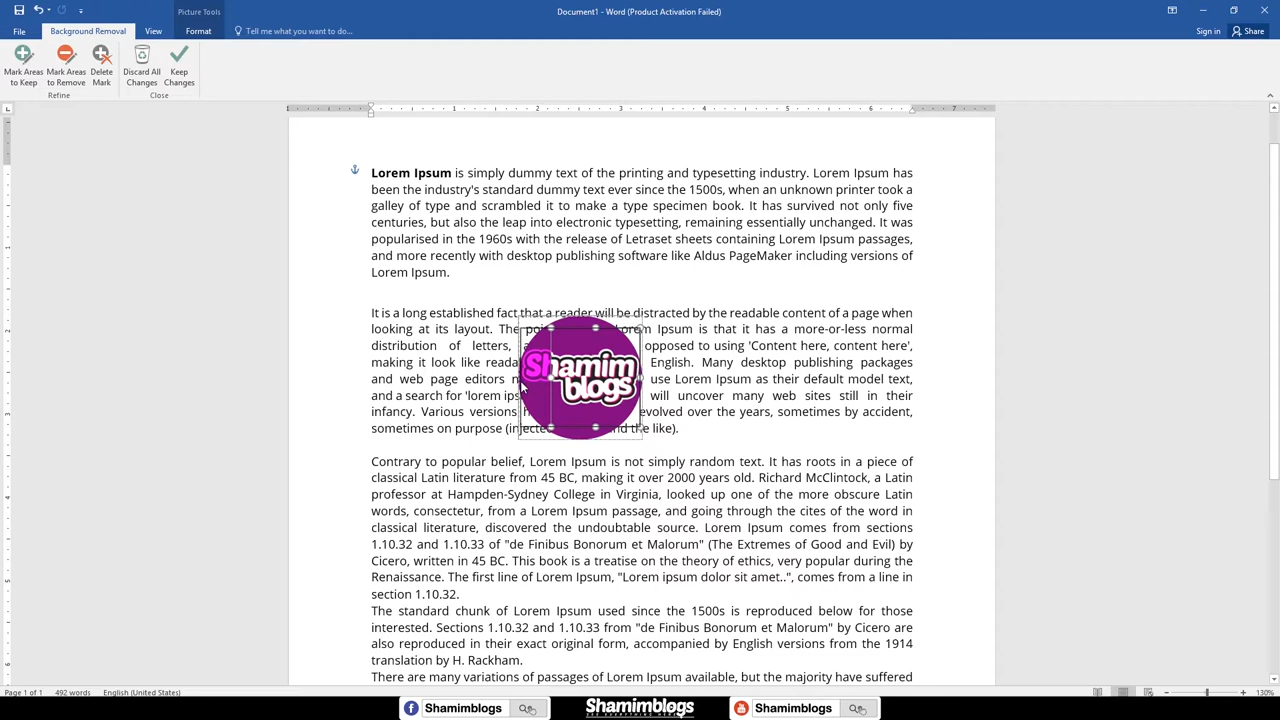 Picture Tools
Document1 - Word (Product Activation Failed)
File
Background Removal
View
Format
Tell me what you want to do...
Sign in
Share
Mark Areas to Keep
Mark Areas to Remove
Delete Mark
Discard All Changes
Keep Changes
Refine
Close
1 2 3 4 5 6 7
Lorem Ipsum is simply dummy text of the printing and typesetting industry. Lorem Ipsum has
been the industry's standard dummy text ever since the 1500s, when an unknown printer took a
galley of type and scrambled it to make a type specimen book. It has survived not only five
centuries, but also the leap into electronic typesetting, remaining essentially unchanged. It was
popularised in the 1960s with the release of Letraset sheets containing Lorem Ipsum passages,
and more recently with desktop publishing software like Aldus PageMaker including versions of
Lorem Ipsum.
It is a long established fact that a reader will be distracted by the readable content of a page when
looking at its layout. The Lorem Ipsum is that it has a more-or-less normal
distribution of letters, opposed to using 'Content here, content here',
making it look like English. Many desktop publishing packages
and web page editors use Lorem Ipsum as their default model text,
and a search for 'lorem will uncover many web sites still in their
infancy. Various versions evolved over the years, sometimes by accident,
sometimes on purpose the like).
Shamim
blogs
Contrary to popular belief, Lorem Ipsum is not simply random text. It has roots in a piece of
classical Latin literature from 45 BC, making it over 2000 years old. Richard McClintock, a Latin
professor at Hampden-Sydney College in Virginia, looked up one of the more obscure Latin
words, consectetur, from a Lorem Ipsum passage, and going through the cites of the word in
classical literature, discovered the undoubtable source. Lorem Ipsum comes from sections
1.10.32 and 1.10.33 of "de Finibus Bonorum et Malorum" (The Extremes of Good and Evil) by
Cicero, written in 45 BC. This book is a treatise on the theory of ethics, very popular during the
Renaissance. The first line of Lorem Ipsum, "Lorem ipsum dolor sit amet..", comes from a line in
section 1.10.32.
The standard chunk of Lorem Ipsum used since the 1500s is reproduced below for those
interested. Sections 1.10.32 and 1.10.33 from "de Finibus Bonorum et Malorum" by Cicero are
also reproduced in their exact original form, accompanied by English versions from the 1914
translation by H. Rackham.
There are many variations of passages of Lorem Ipsum available, but the majority have suffered
Page 1 of 1 492 words English (United States)
130%
Shamimblogs
Shamimblogs
Shamimblogs